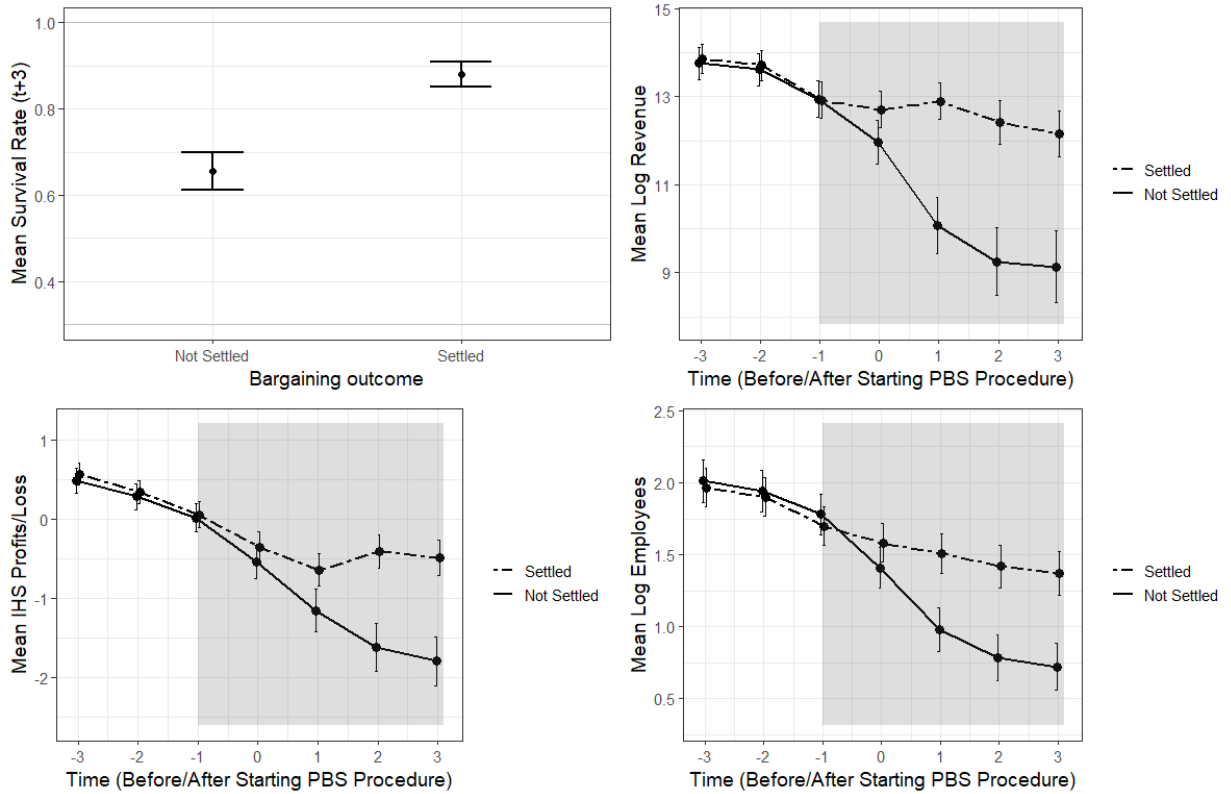 Mean Survival Rate (t+3)
1.0
0.8
0.6
0.4
Not Settled
Settled
Bargaining outcome
Mean Log Revenue
15
13
11
9
-3 -2 -1 0 1 2 3
Time (Before/After Starting PBS Procedure)
Settled
Not Settled
Mean IHS Profits/Loss
1
0
-1
-2
-3 -2 -1 0 1 2 3
Time (Before/After Starting PBS Procedure)
Settled
Not Settled
Mean Log Employees
2.5
2.0
1.5
1.0
0.5
-3 -2 -1 0 1 2 3
Time (Before/After Starting PBS Procedure)
Settled
Not Settled